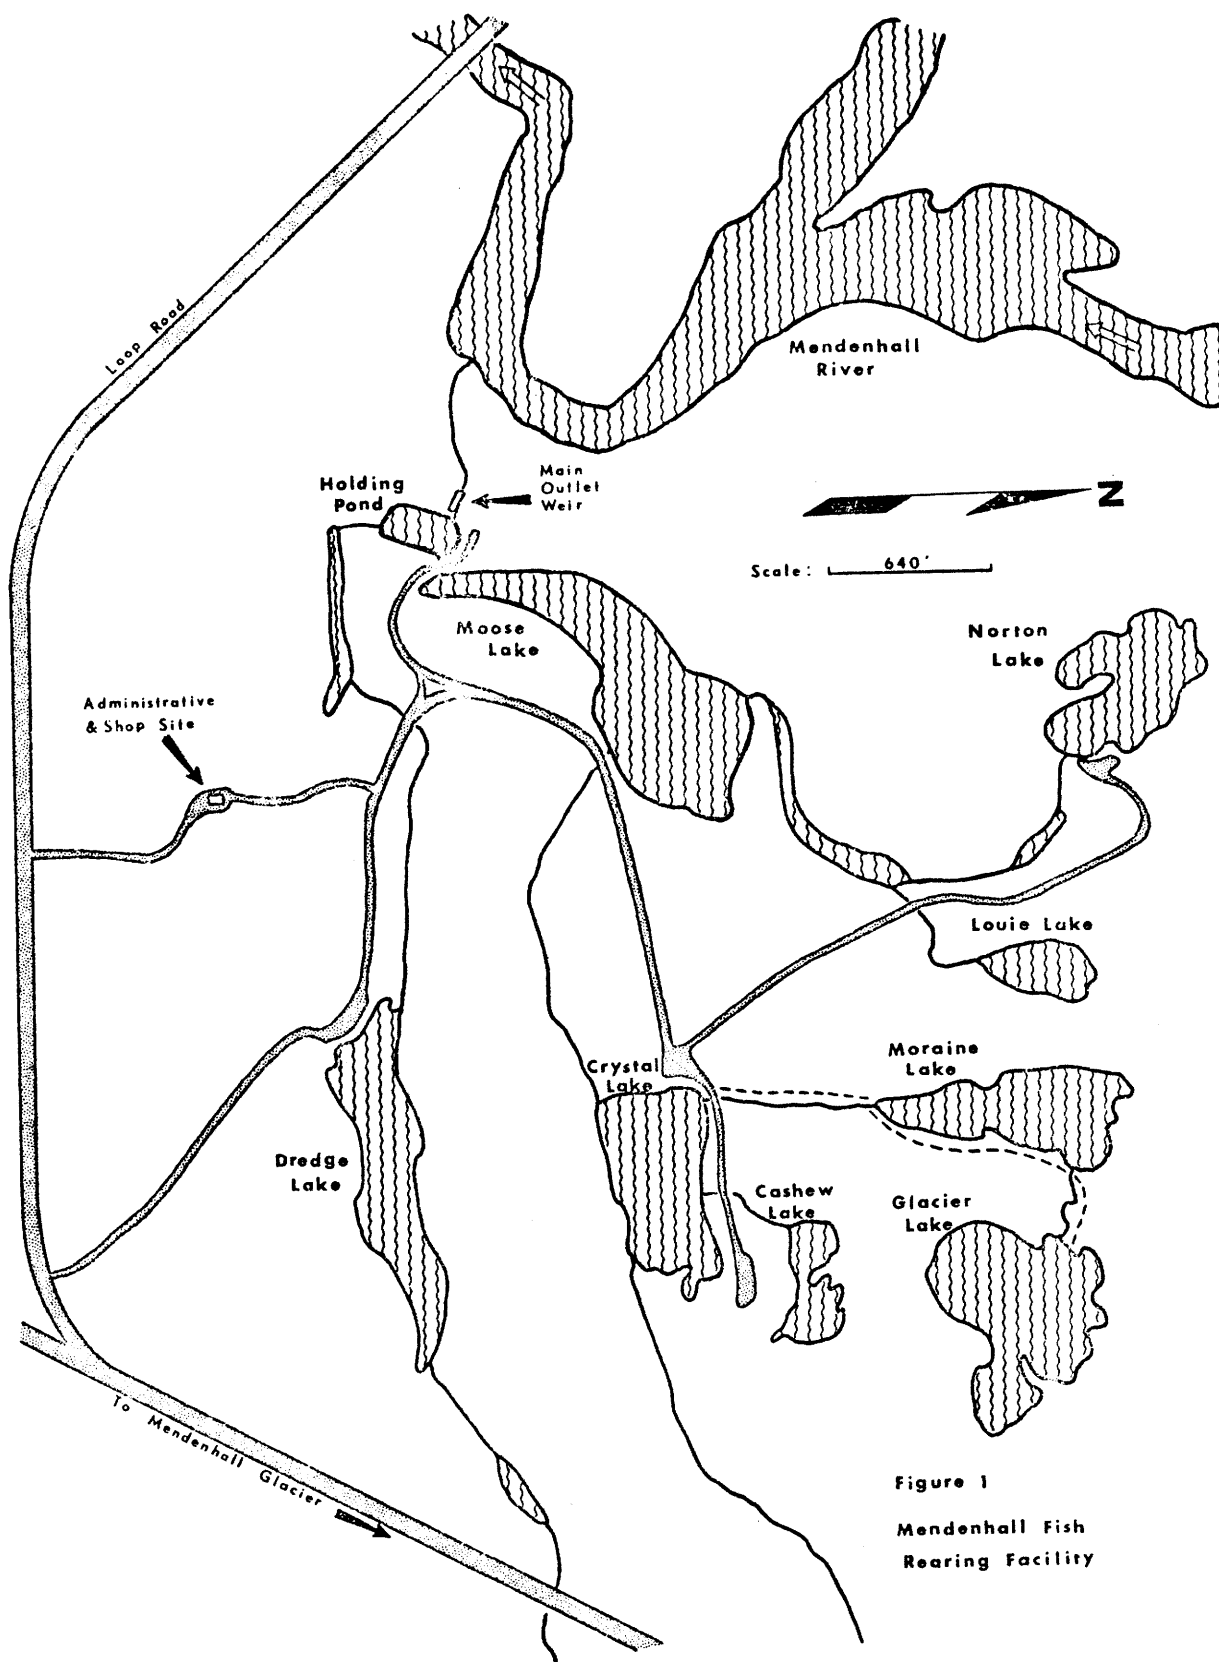 Loop Road
Mendenhall
River
Holding
Pond
Main
Outlet
Weir
N
Scale: 640'
Moose
Lake
Norton
Lake
Administrative
& Shop Site
Louie Lake
Moraine
Lake
Crystal
Lake
Dredge
Lake
Cashew
Lake
Glacier
Lake
To Mendenhall Glacier
Figure 1
Mendenhall Fish
Rearing Facility